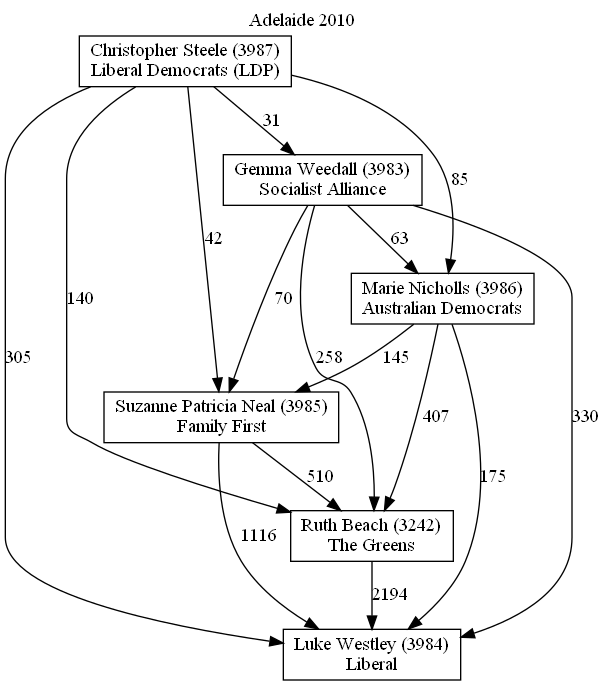 Adelaide 2010
Christopher Steele (3987)
Liberal Democrats (LDP)
31
Gemma Weedall (3983)
Socialist Alliance
85
42
70
63
140
Marie Nicholls (3986)
Australian Democrats
305
258
145
330
Suzanne Patricia Neal (3985)
Family First
407
510
175
1116
Ruth Beach (3242)
The Greens
2194
Luke Westley (3984)
Liberal